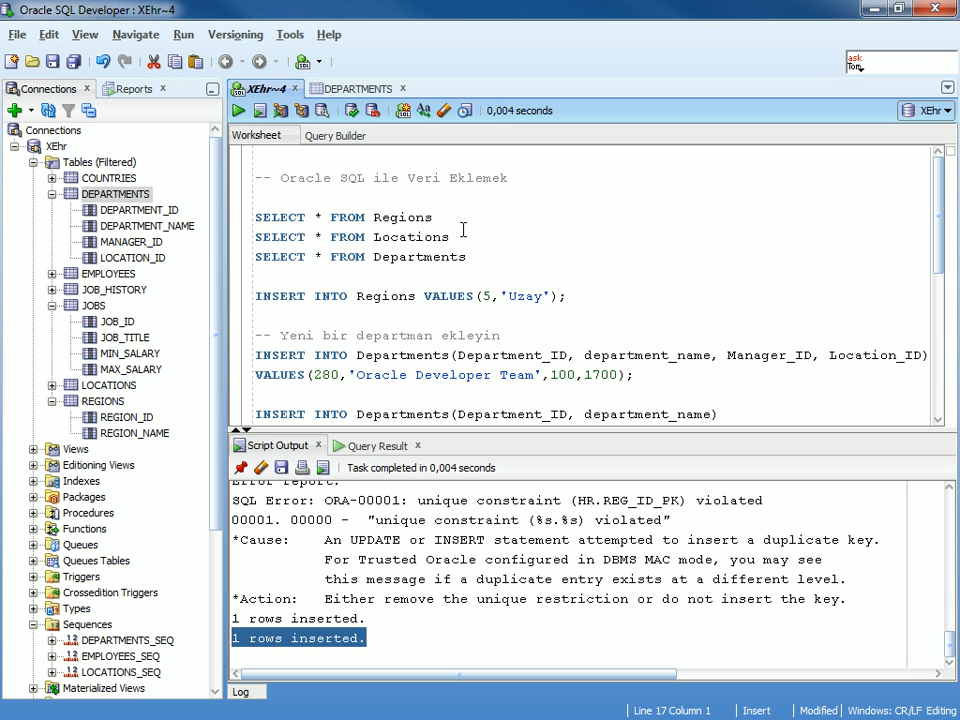 Oracle SQL Developer : XEhr~4
File Edit View Navigate Run Versioning Tools Help
ask
Tom
Connections
Reports
XEhr~4
DEPARTMENTS
0,004 seconds
XEhr
Worksheet
Query Builder
Connections
XEhr
Tables (Filtered)
COUNTRIES
DEPARTMENTS
DEPARTMENT_ID
DEPARTMENT_NAME
MANAGER_ID
LOCATION_ID
EMPLOYEES
JOB_HISTORY
JOBS
JOB_ID
JOB_TITLE
MIN_SALARY
MAX_SALARY
LOCATIONS
REGIONS
REGION_ID
REGION_NAME
Views
Editioning Views
Indexes
Packages
Procedures
Functions
Queues
Queues Tables
Triggers
Crossedition Triggers
Types
Sequences
DEPARTMENTS_SEQ
EMPLOYEES_SEQ
LOCATIONS_SEQ
Materialized Views
-- Oracle SQL ile Veri Eklemek
SELECT * FROM Regions
SELECT * FROM Locations
SELECT * FROM Departments
INSERT INTO Regions VALUES(5,'Uzay');
-- Yeni bir departman ekleyin
INSERT INTO Departments(Department_ID, department_name, Manager_ID, Location_ID)
VALUES(280,'Oracle Developer Team',100,1700);
INSERT INTO Departments(Department_ID, department_name)
Script Output
Query Result
Task completed in 0,004 seconds
Error report:
SQL Error: ORA-00001: unique constraint (HR.REG_ID_PK) violated
00001. 00000 - "unique constraint (%s.%s) violated"
*Cause: An UPDATE or INSERT statement attempted to insert a duplicate key.
For Trusted Oracle configured in DBMS MAC mode, you may see
this message if a duplicate entry exists at a different level.
*Action: Either remove the unique restriction or do not insert the key.
1 rows inserted.
1 rows inserted.
Log
Line 17 Column 1
Insert
Modified
Windows: CR/LF Editing